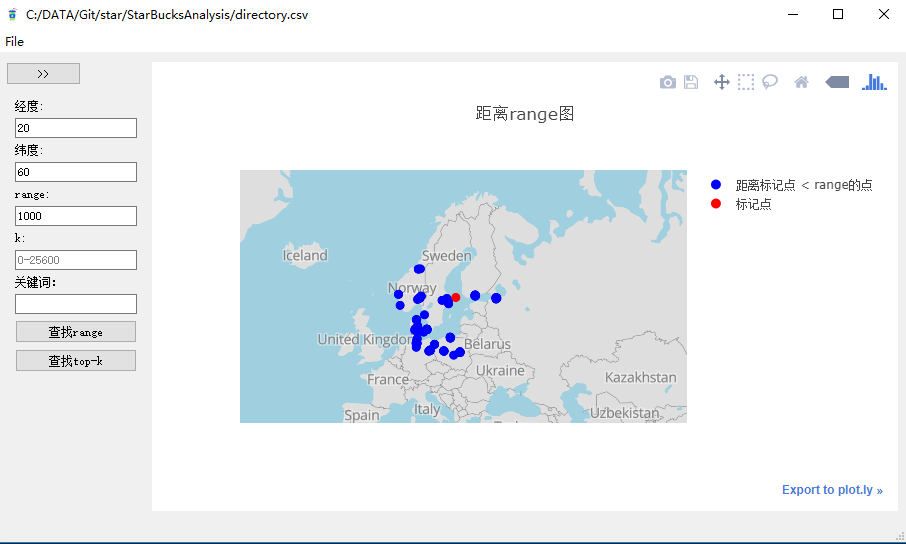 C:/DATA/Git/star/StarBucksAnalysis/directory.csv
File
>>
经度:
20
纬度:
60
range:
1000
k:
0-25600
关键词:
查找range
查找top-k
距离range图
距离标记点 < range的点
标记点
Iceland
Sweden
Norway
United Kingdom
Belarus
Ukraine
France
Kazakhstan
Italy
Spain
Uzbekistan
Export to plot.ly »